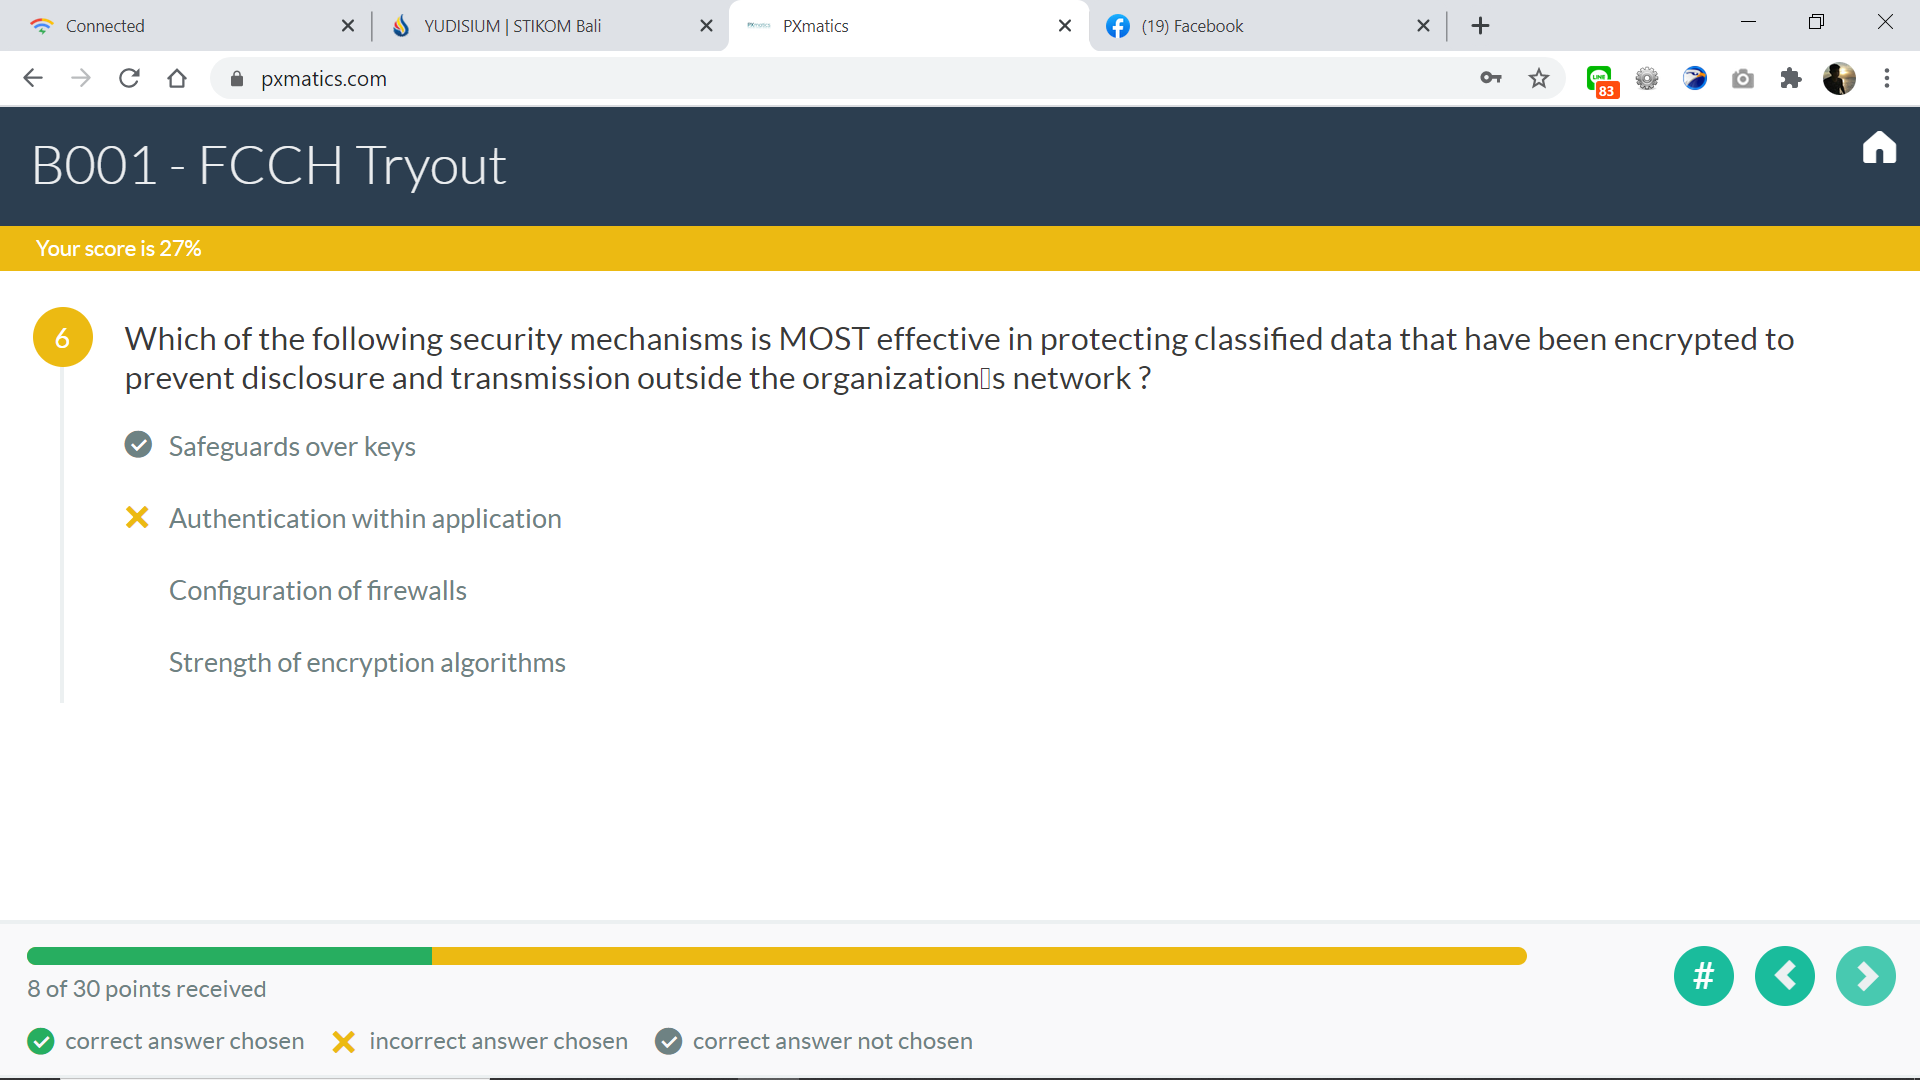 Connected
YUDISIUM | STIKOM Bali
PXmatics
(19) Facebook
pxmatics.com
83
B001 - FCCH Tryout
Your score is 27%
6
Which of the following security mechanisms is MOST effective in protecting classified data that have been encrypted to
prevent disclosure and transmission outside the organization▯s network ?
Safeguards over keys
Authentication within application
Configuration of firewalls
Strength of encryption algorithms
8 of 30 points received
#
correct answer chosen
incorrect answer chosen
correct answer not chosen